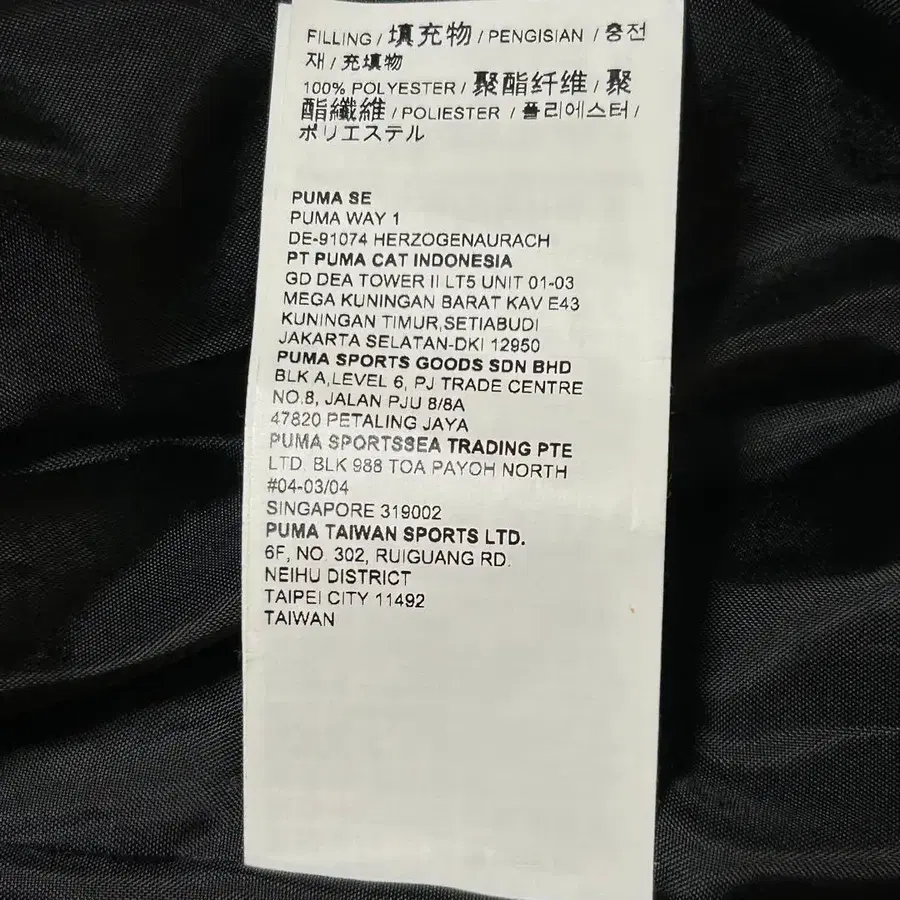 FILLING / 填充物 / PENGISIAN / 충전
재 / 充填物
100% POLYESTER / 聚酯纤维 / 聚
酯纖維 / POLIESTER / 폴리에스터 /
ポリエステル
PUMA SE
PUMA WAY 1
DE-91074 HERZOGENAURACH
PT PUMA CAT INDONESIA
GD DEA TOWER II LT5 UNIT 01-03
MEGA KUNINGAN BARAT KAV E43
KUNINGAN TIMUR,SETIABUDI
JAKARTA SELATAN-DKI 12950
PUMA SPORTS GOODS SDN BHD
BLK A,LEVEL 6, PJ TRADE CENTRE
NO.8, JALAN PJU 8/8A
47820 PETALING JAYA
PUMA SPORTSSEA TRADING PTE
LTD. BLK 988 TOA PAYOH NORTH
#04-03/04
SINGAPORE 319002
PUMA TAIWAN SPORTS LTD.
6F, NO. 302, RUIGUANG RD.
NEIHU DISTRICT
TAIPEI CITY 11492
TAIWAN